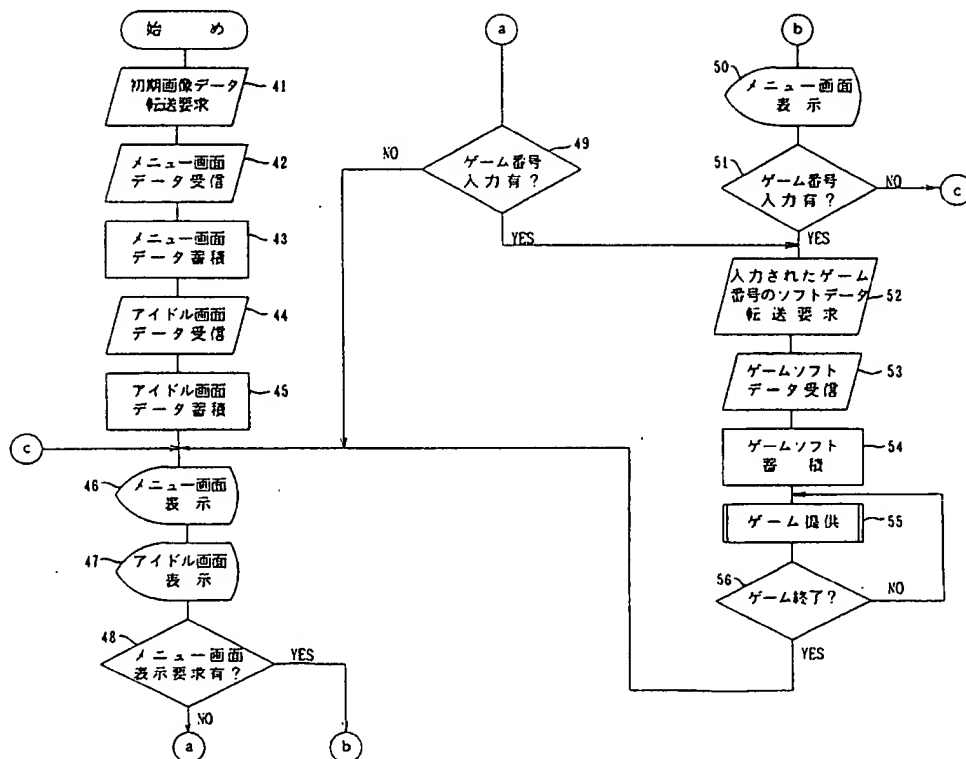 始め
初期画像データ
転送要求
41
メニュー画面
データ受信
42
メニュー画面
データ蓄積
43
アイドル画面
データ受信
44
アイドル画面
データ蓄積
45
c
46
メニュー画面
表示
47
アイドル画面
表示
48
メニュー画面
表示要求有?
YES
NO
a
b
a
49
NO
ゲーム番号
入力有?
YES
b
50
メニュー画面
表示
51
ゲーム番号
入力有?
NO
c
YES
入力されたゲーム
番号のソフトデータ
転送要求
52
ゲームソフト
データ受信
53
ゲームソフト
蓄積
54
ゲーム提供
55
56
ゲーム終了?
NO
YES